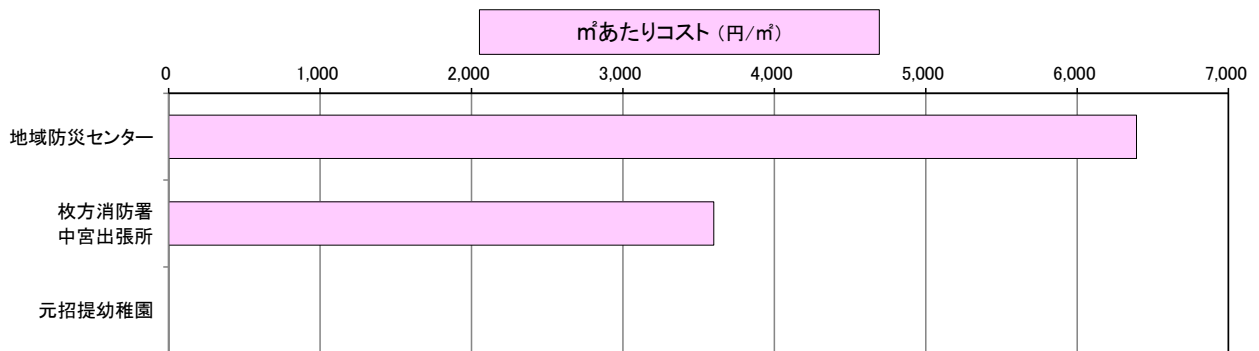 ㎡あたりコスト（円/㎡）
0 1,000 2,000 3,000 4,000 5,000 6,000 7,000
地域防災センター
枚方消防署
中宮出張所
元招提幼稚園